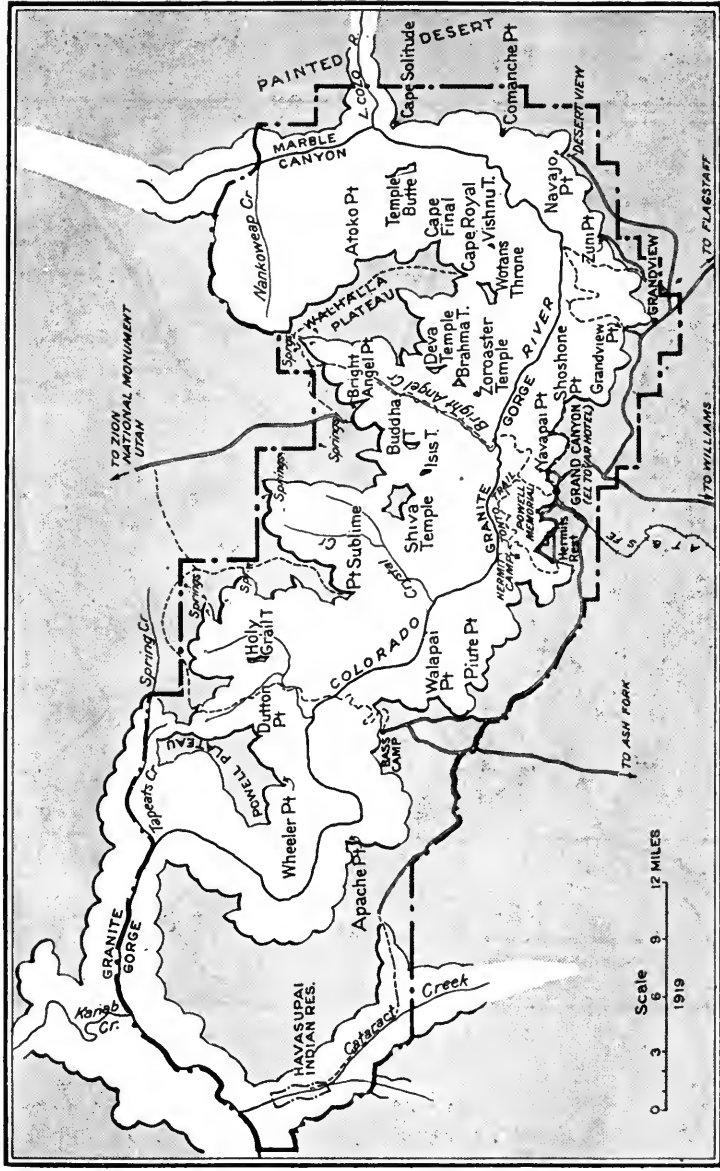 TO ZION
NATIONAL MONUMENT
UTAH
PAINTED
DESERT
L. COLO R.
MARBLE
CANYON
Nankoweap Cr
Cape Solitude
Comanche Pt
DESERT VIEW
Atoko Pt
Temple
Butte
Cape
Final
Cape Royal
Vishnu T.
Wotans
Throne
Navajo
Pt
Zuni Pt
GRANDVIEW
TO FLAGSTAFF
WALHALLA
PLATEAU
Springs
Bright
Angel Pt
Deva
Temple
Brahma T.
Zoroaster
Temple
Bright Angel Cr
Shoshone
Pt
Grandview
Pt
Springs
Buddha
T
Isis T.
GRANITE
GORGE
RIVER
Yavapai Pt
GRAND CANYON
(EL TOVAR HOTEL)
TO WILLIAMS
Springs
Shiva
Temple
TONTO TRAIL
POWELL
MEMORIAL
HERMIT
CAMP
Hermits
Rest
S FE
Pt Sublime
Crystal
Cr
Springs
Spring Cr
Holy
Grail T
COLORADO
Walapai
Pt
Piute Pt
Dutton
Pt
POWELL PLATEAU
Tapeats Cr
BASS
CAMP
TO ASH FORK
Wheeler Pt
Apache Pt
GRANITE
GORGE
Kanab
Cr.
HAVASUPAI
INDIAN RES.
Cataract Creek
Scale
0 3 6 9 12 MILES
1919